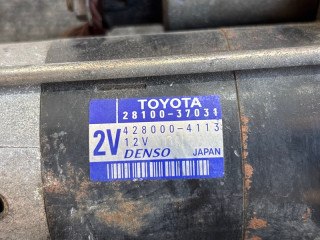 TOYOTA
28100-37031
2V 428000-4113
12V
DENSO JAPAN